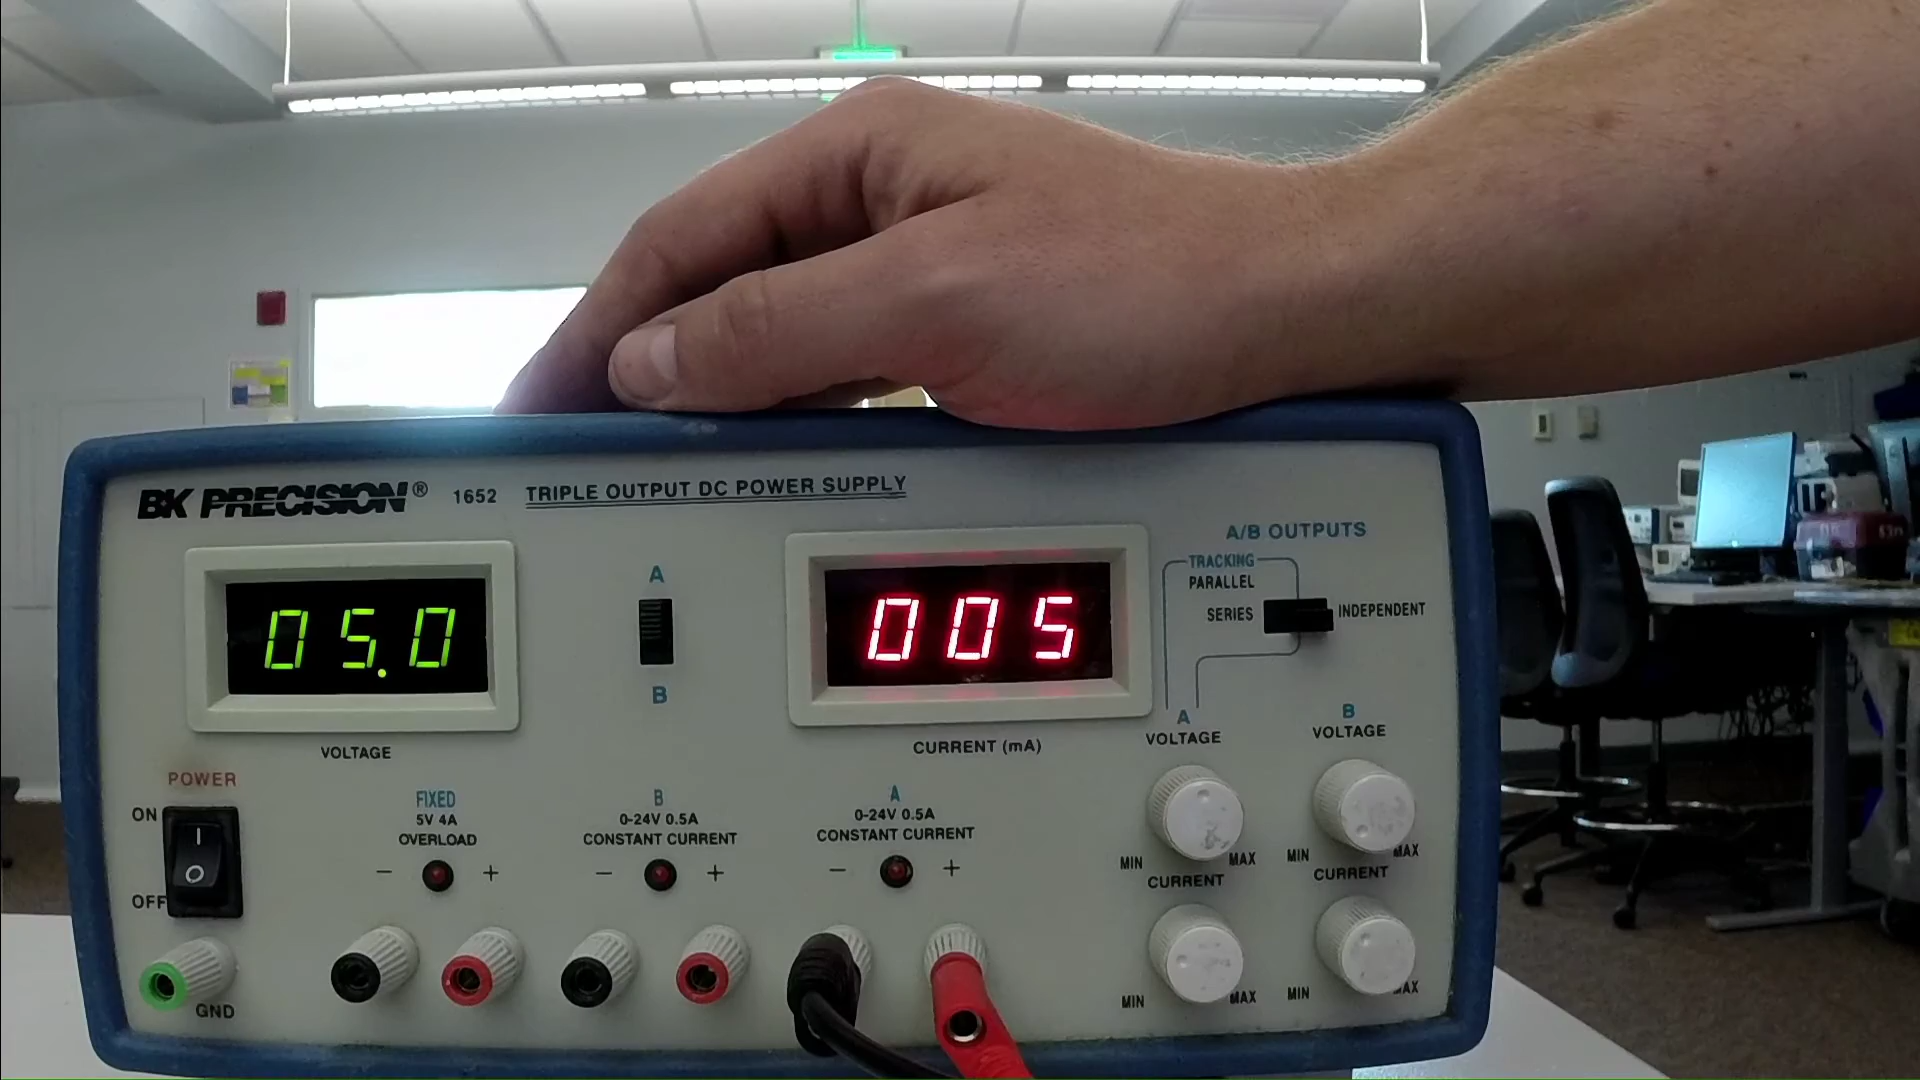 BK PRECISION® 1652 TRIPLE OUTPUT DC POWER SUPPLY
A/B OUTPUTS
TRACKING
PARALLEL
SERIES
INDEPENDENT
A
B
05.0
005
VOLTAGE
CURRENT (mA)
A
VOLTAGE
B
VOLTAGE
POWER
ON
OFF
FIXED
5V 4A
OVERLOAD
- +
B
0-24V 0.5A
CONSTANT CURRENT
- +
A
0-24V 0.5A
CONSTANT CURRENT
- +
MIN MAX
CURRENT
MIN MAX
CURRENT
MIN MAX
MIN MAX
GND